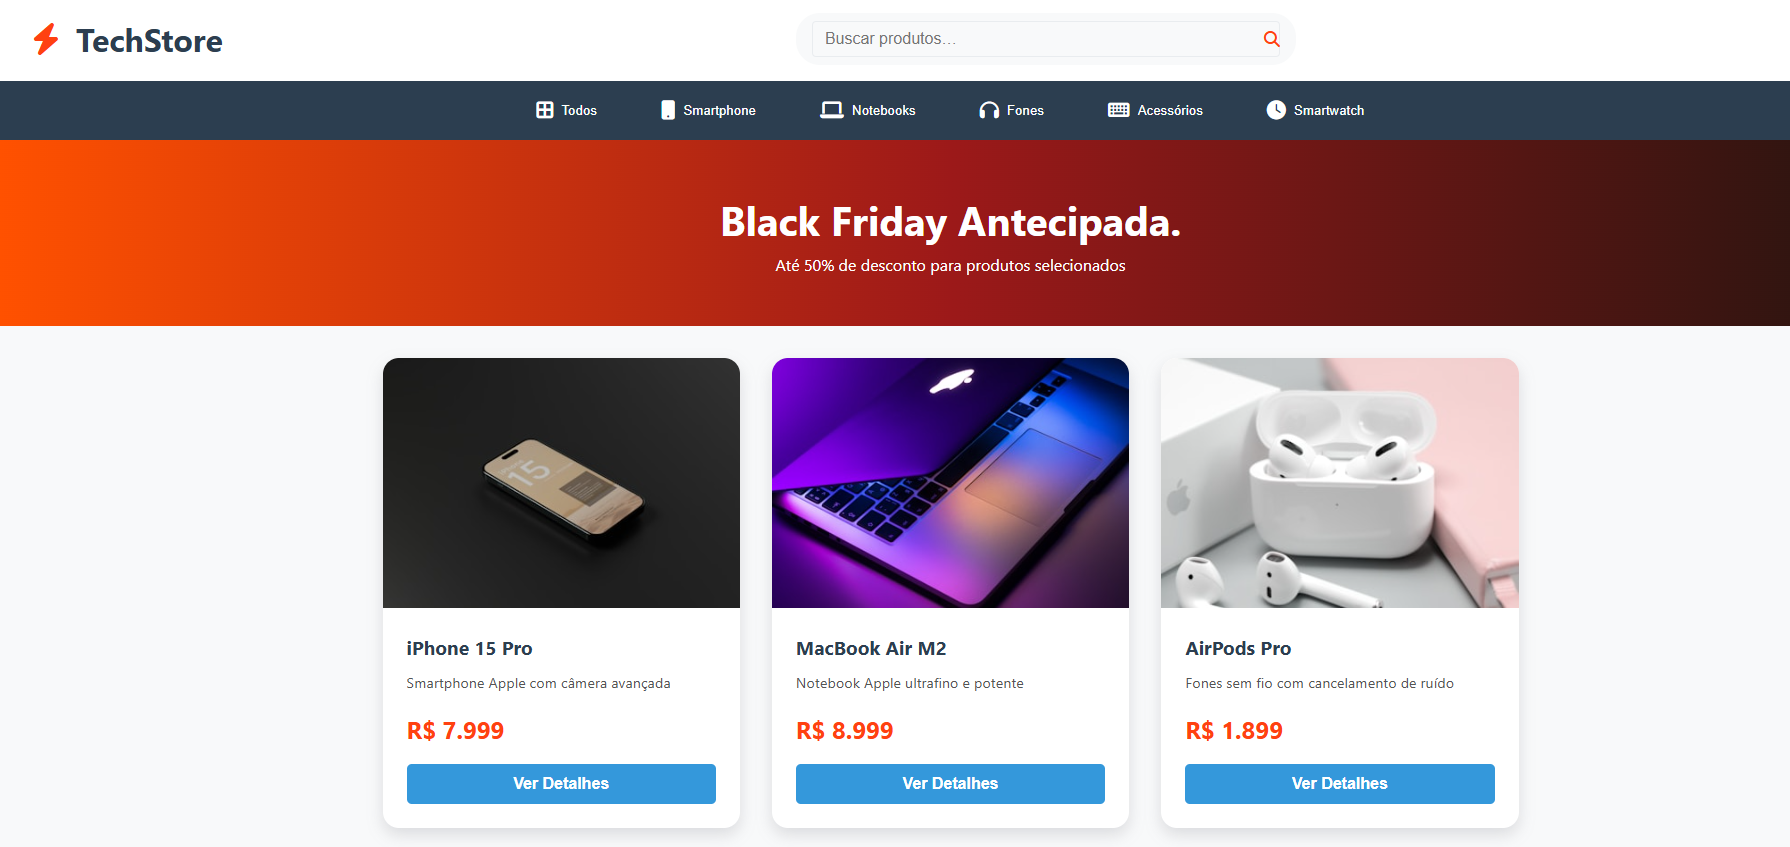 TechStore
Buscar produtos...
Todos
Smartphone
Notebooks
Fones
Acessórios
Smartwatch
Black Friday Antecipada.
Até 50% de desconto para produtos selecionados
15
iPhone 15 Pro
Smartphone Apple com câmera avançada
R$ 7.999
Ver Detalhes
MacBook Air M2
Notebook Apple ultrafino e potente
R$ 8.999
Ver Detalhes
AirPods Pro
Fones sem fio com cancelamento de ruído
R$ 1.899
Ver Detalhes